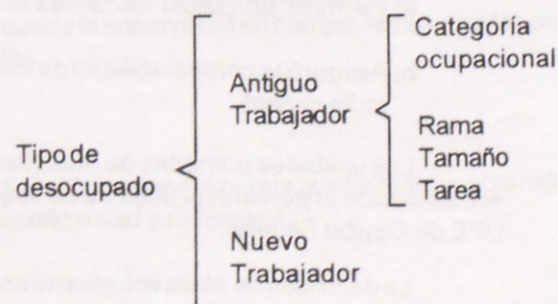 Categoría
ocupacional
Antiguo
Trabajador
Rama
Tamaño
Tarea
Tipo de
desocupado
Nuevo
Trabajador